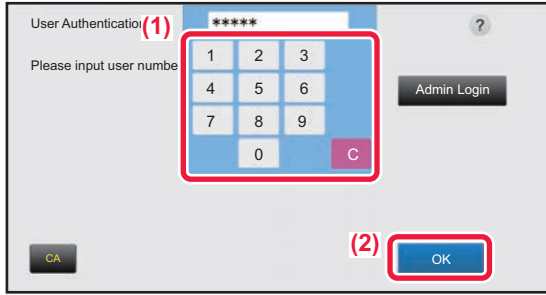 User Authentication
(1)
*****
?
Please input user numbe
1 2 3
4 5 6
Admin Login
7 8 9
0 C
(2)
CA
OK